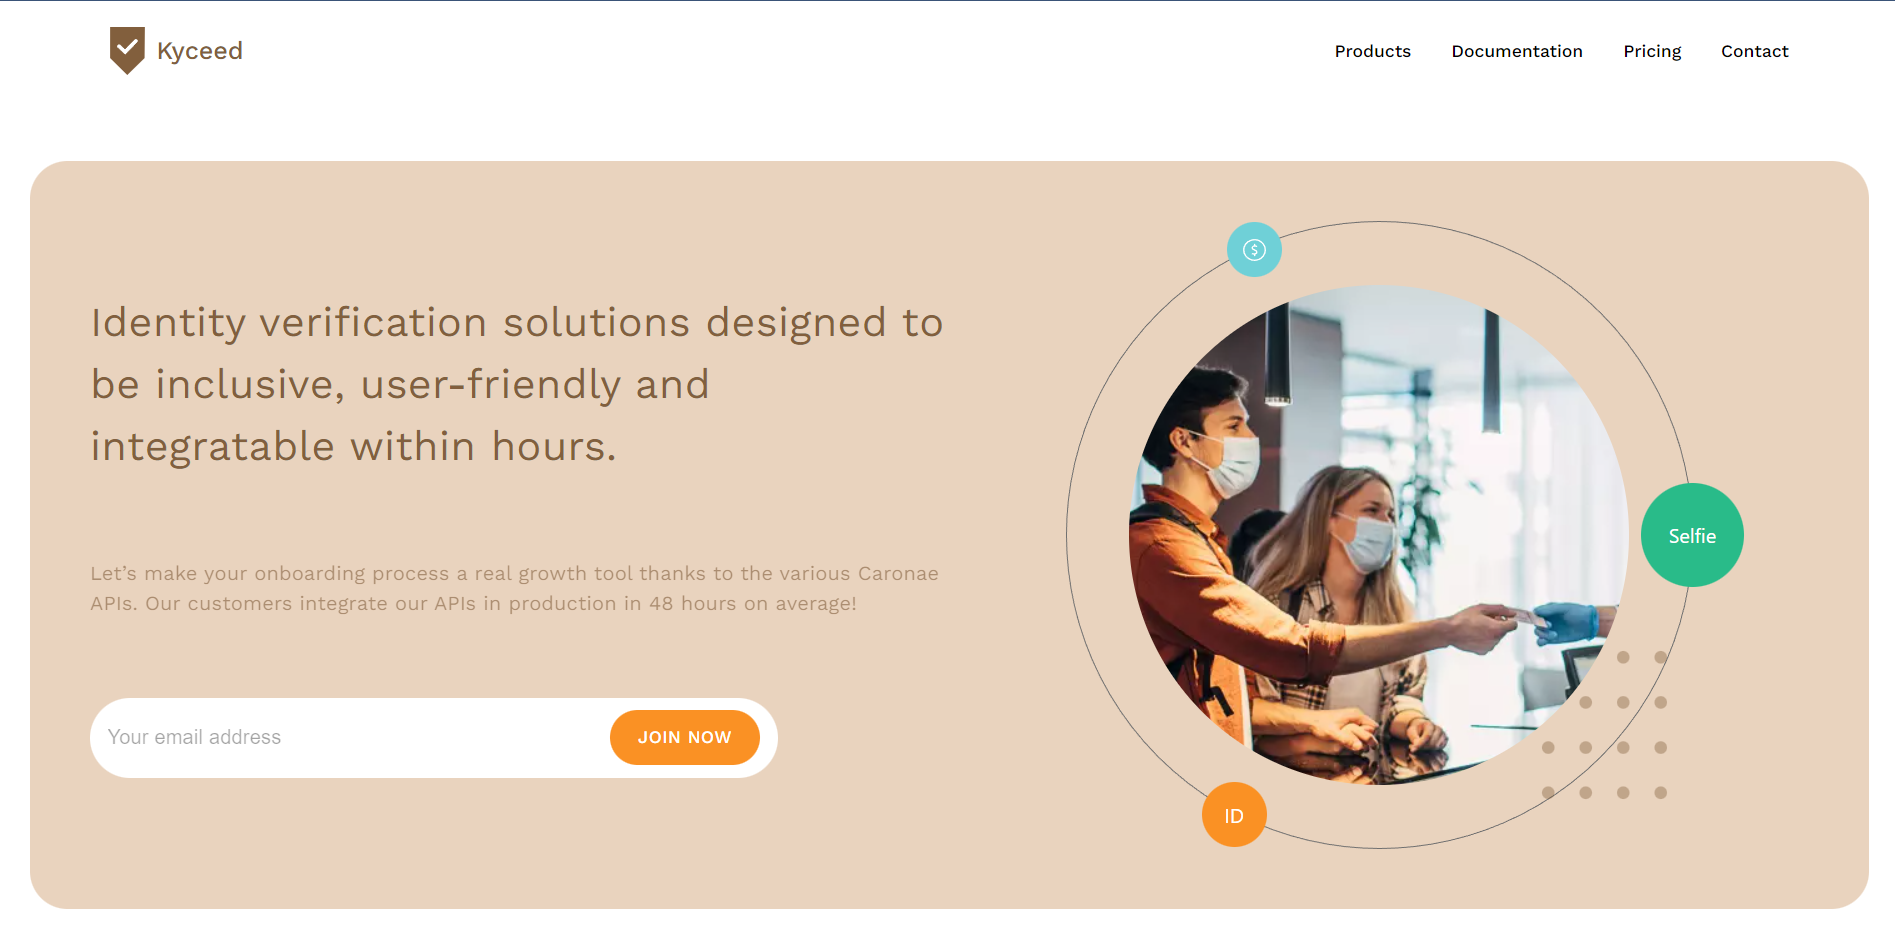 Kyceed
Products
Documentation
Pricing
Contact
Identity verification solutions designed to
be inclusive, user-friendly and
integratable within hours.
Let’s make your onboarding process a real growth tool thanks to the various Caronae
APIs. Our customers integrate our APIs in production in 48 hours on average!
Your email address
JOIN NOW
$
Selfie
ID